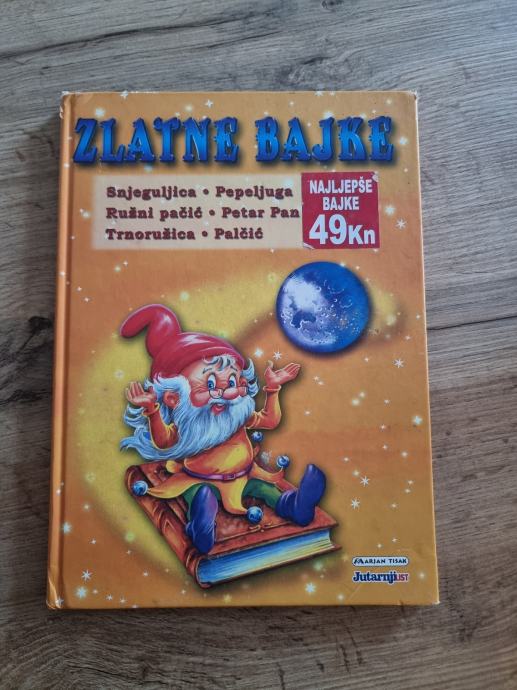 ZLATNE BAJKE
Snjeguljica • Pepeljuga
Ružni pačić • Petar Pan
Trnoružica • Palčić
NAJLJEPŠE
BAJKE
49Kn
MARJAN TISAK
Jutarnji LIST